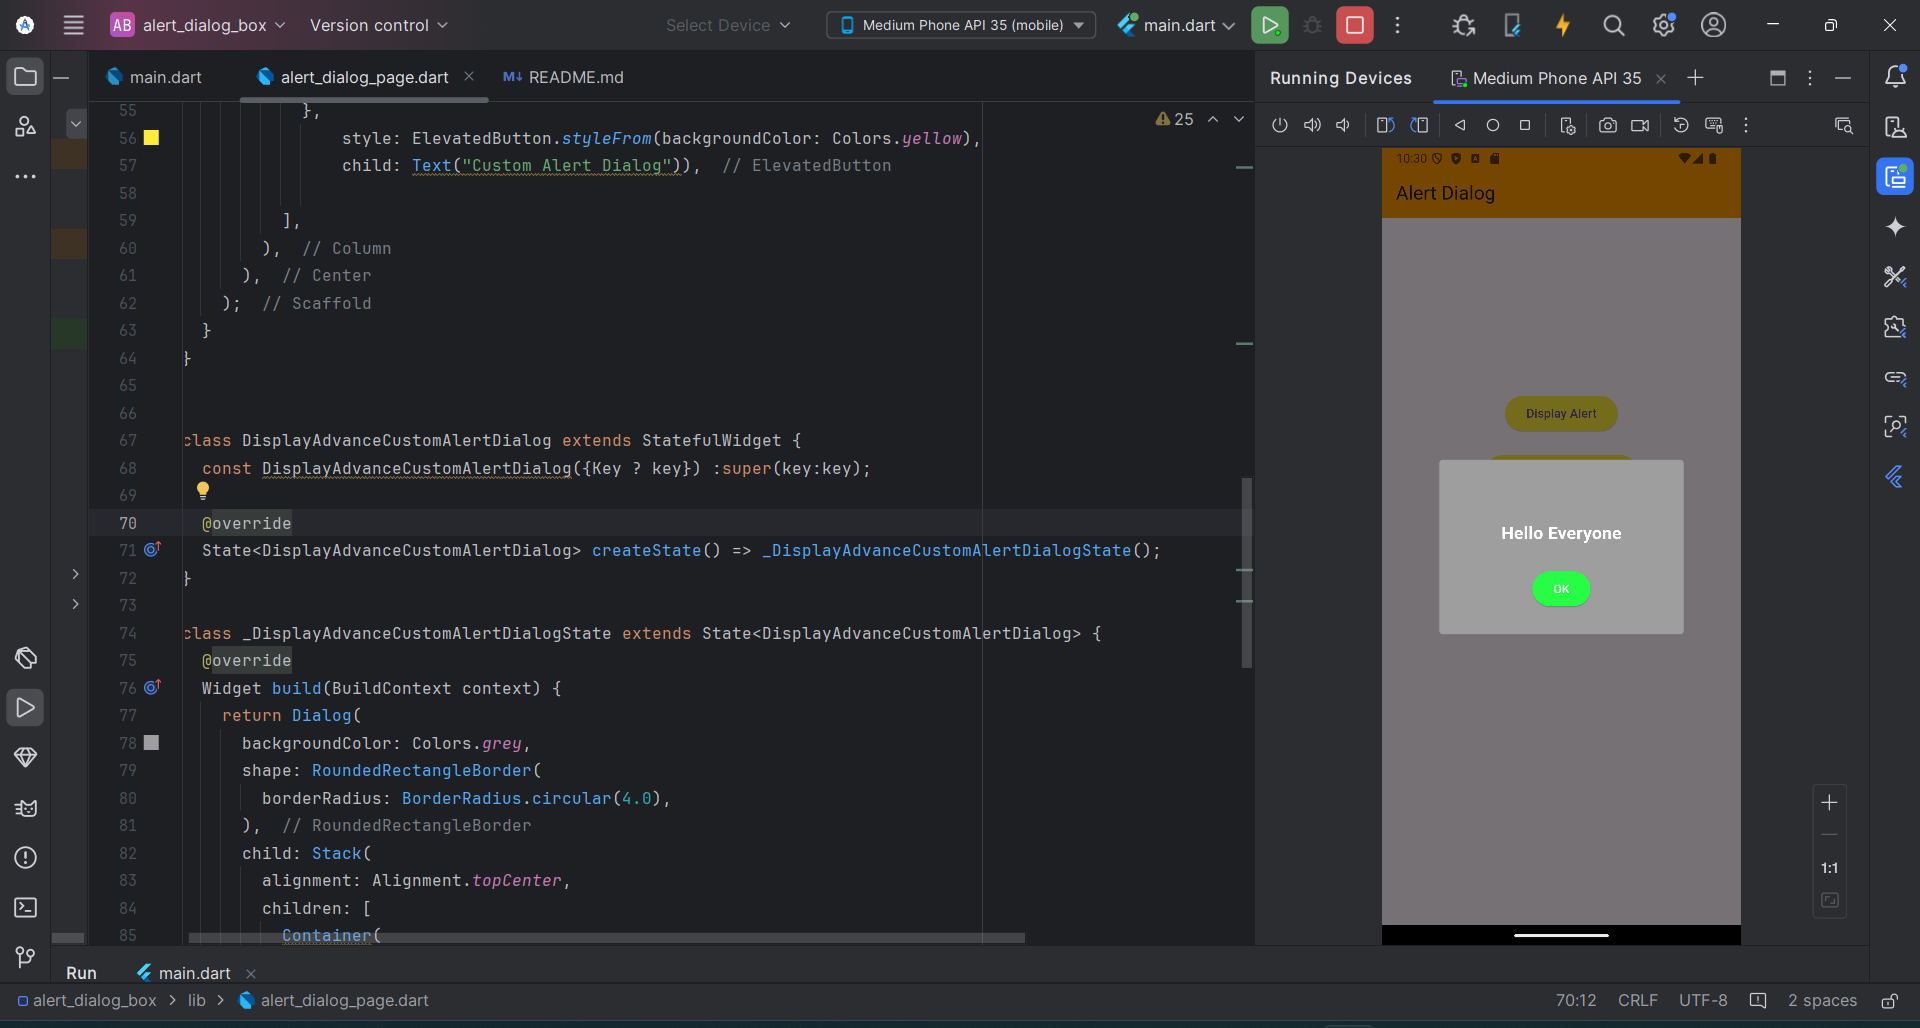 AB alert_dialog_box Version control Select Device Medium Phone API 35 (mobile) main.dart
main.dart alert_dialog_page.dart M↓ README.md
Running Devices Medium Phone API 35
25
55 },
56 style: ElevatedButton.styleFrom(backgroundColor: Colors.yellow),
57 child: Text("Custom Alert Dialog")), // ElevatedButton
58
59 ],
60 ), // Column
61 ), // Center
62 ); // Scaffold
63 }
64 }
65
66
67 class DisplayAdvanceCustomAlertDialog extends StatefulWidget {
68 const DisplayAdvanceCustomAlertDialog({Key ? key}) :super(key:key);
69
70 @override
71 State<DisplayAdvanceCustomAlertDialog> createState() => _DisplayAdvanceCustomAlertDialogState();
72 }
73
74 class _DisplayAdvanceCustomAlertDialogState extends State<DisplayAdvanceCustomAlertDialog> {
75 @override
76 Widget build(BuildContext context) {
77 return Dialog(
78 backgroundColor: Colors.grey,
79 shape: RoundedRectangleBorder(
80 borderRadius: BorderRadius.circular(4.0),
81 ), // RoundedRectangleBorder
82 child: Stack(
83 alignment: Alignment.topCenter,
84 children: [
85 Container(
10:30
Alert Dialog
Display Alert
Hello Everyone
OK
1:1
Run main.dart
alert_dialog_box > lib > alert_dialog_page.dart
70:12 CRLF UTF-8 2 spaces